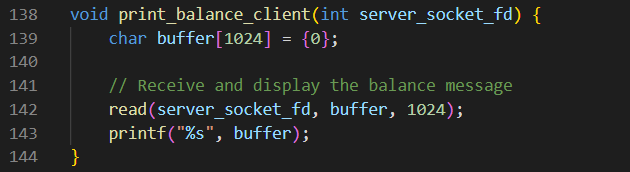 138 void print_balance_client(int server_socket_fd) {
139     char buffer[1024] = {0};
140
141     // Receive and display the balance message
142     read(server_socket_fd, buffer, 1024);
143     printf("%s", buffer);
144 }